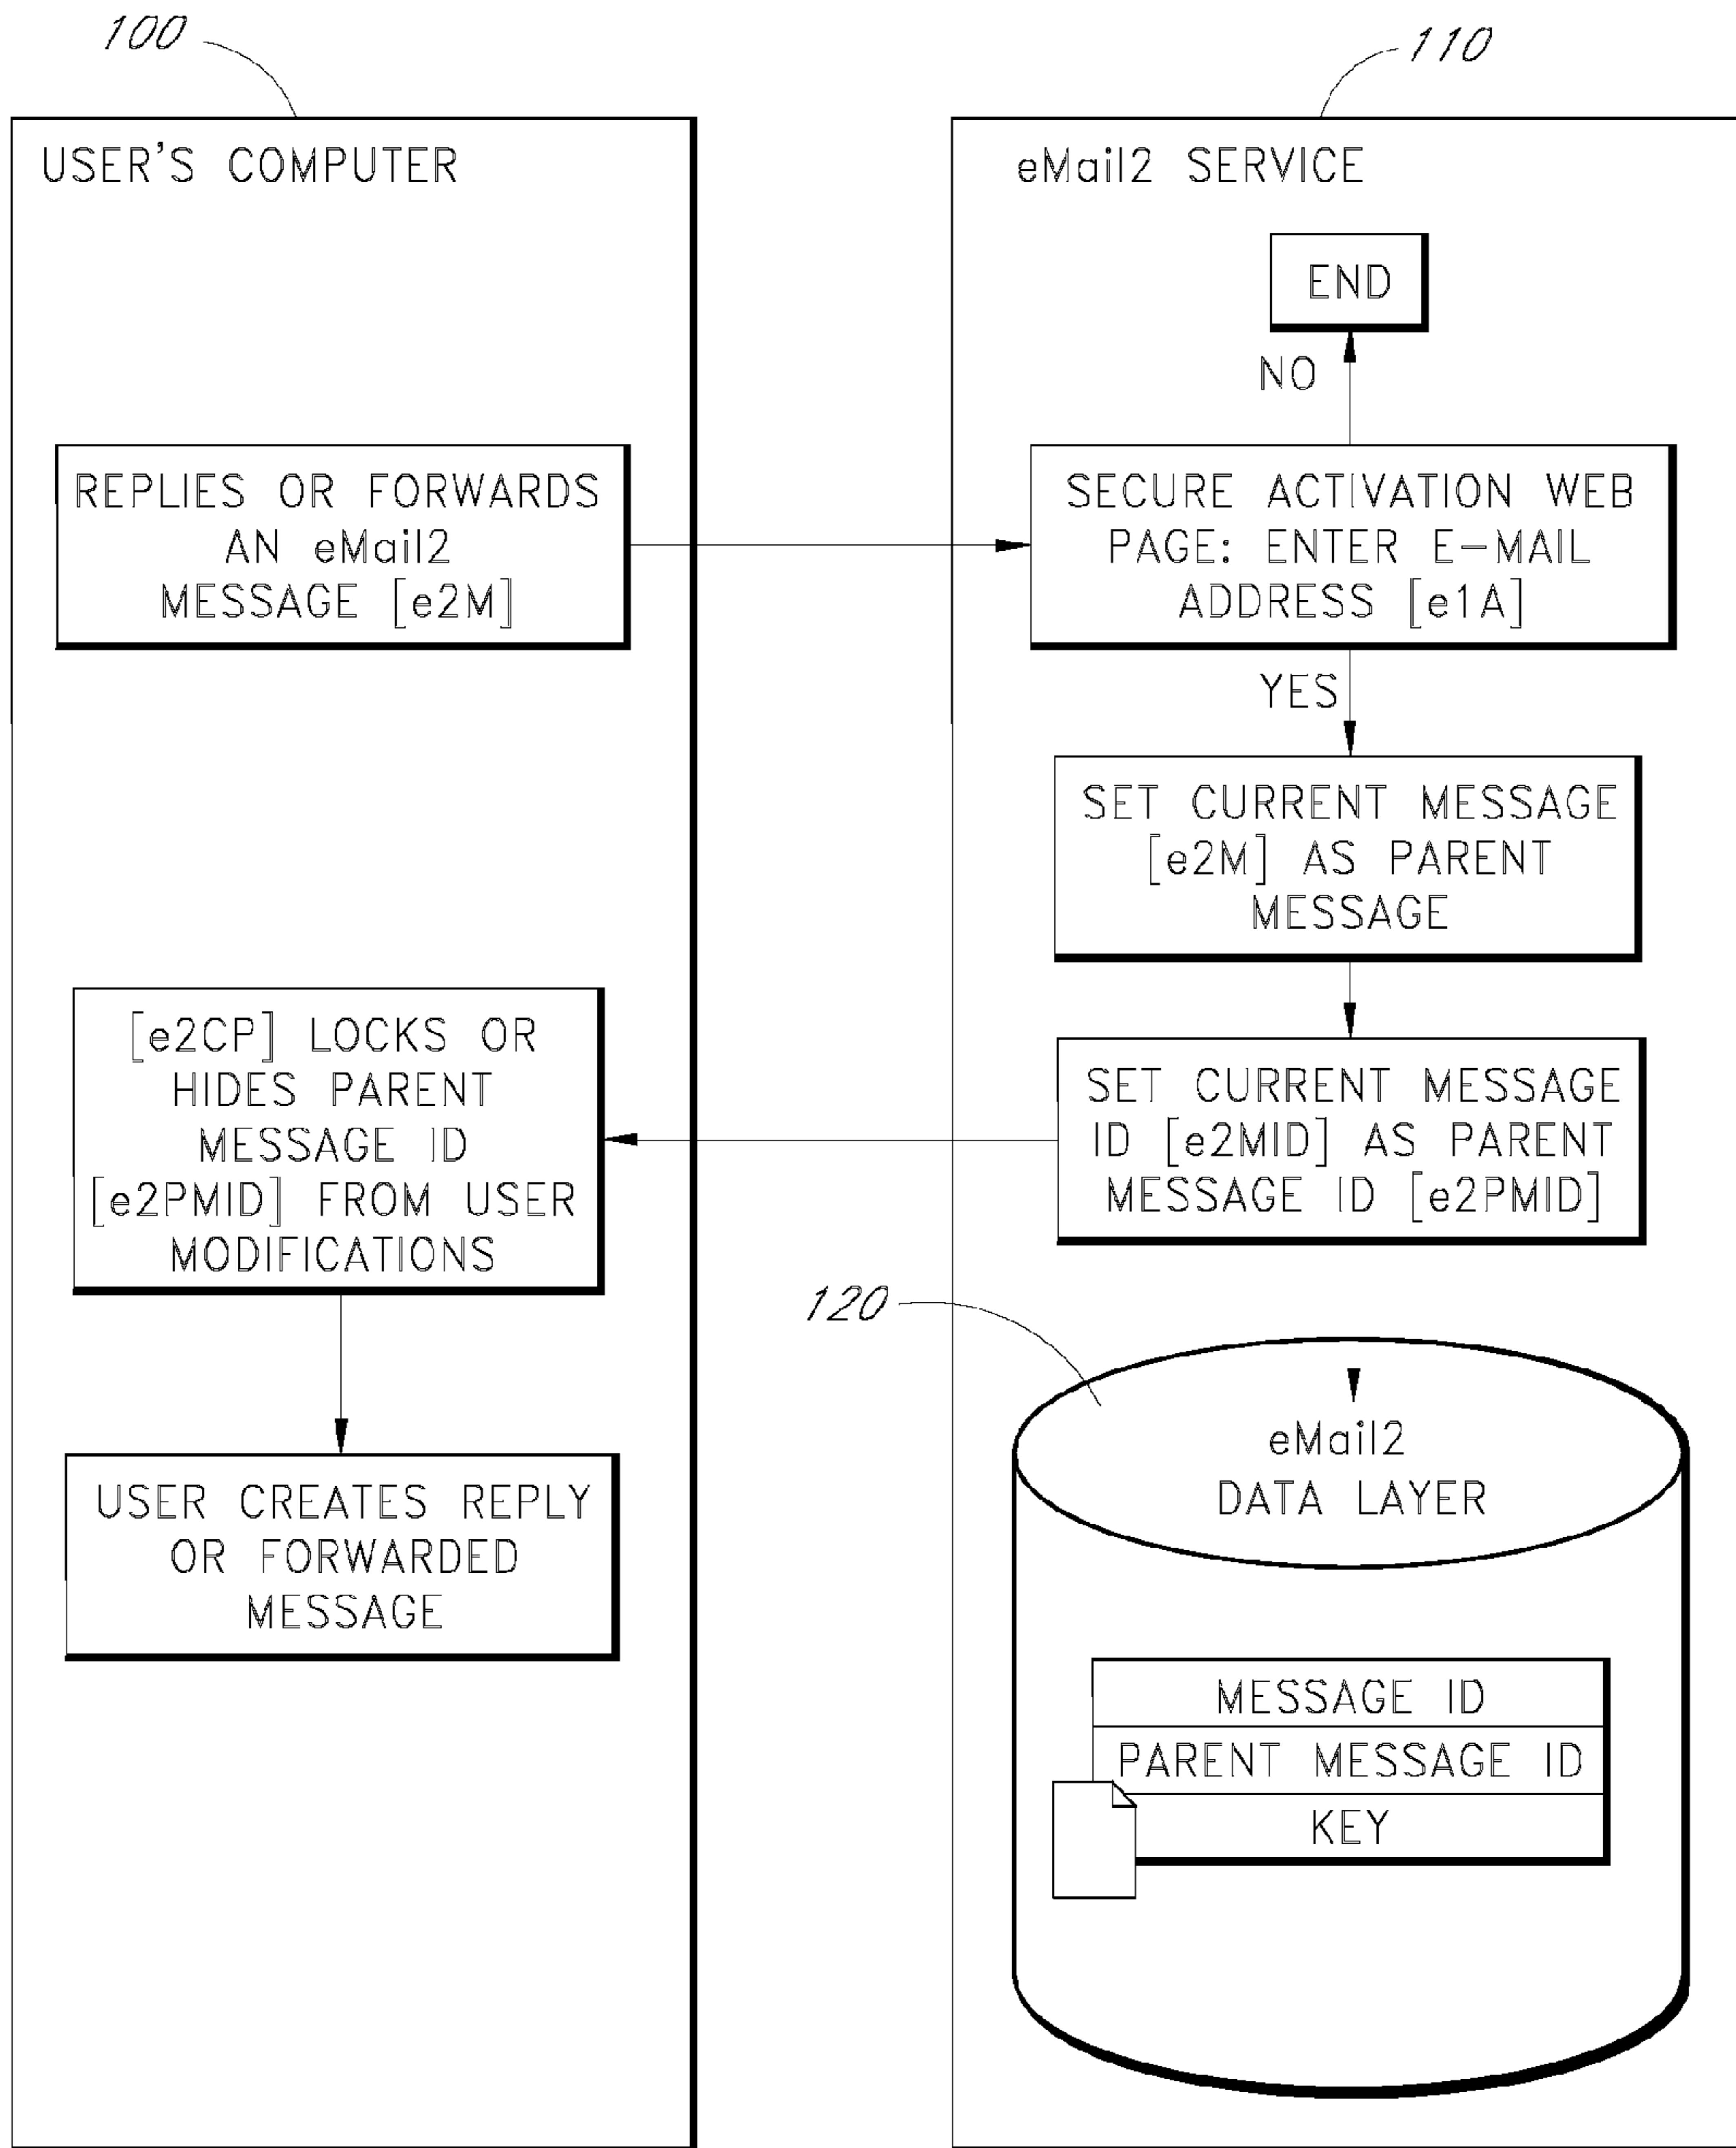 100
110
USER'S COMPUTER
eMail2 SERVICE
END
NO
REPLIES OR FORWARDS
AN eMail2
MESSAGE [e2M]
SECURE ACTIVATION WEB
PAGE: ENTER E-MAIL
ADDRESS [e1A]
YES
SET CURRENT MESSAGE
[e2M] AS PARENT
MESSAGE
[e2CP] LOCKS OR
HIDES PARENT
MESSAGE ID
[e2PMID] FROM USER
MODIFICATIONS
SET CURRENT MESSAGE
ID [e2MID] AS PARENT
MESSAGE ID [e2PMID]
120
eMail2
DATA LAYER
USER CREATES REPLY
OR FORWARDED
MESSAGE
MESSAGE ID
PARENT MESSAGE ID
KEY